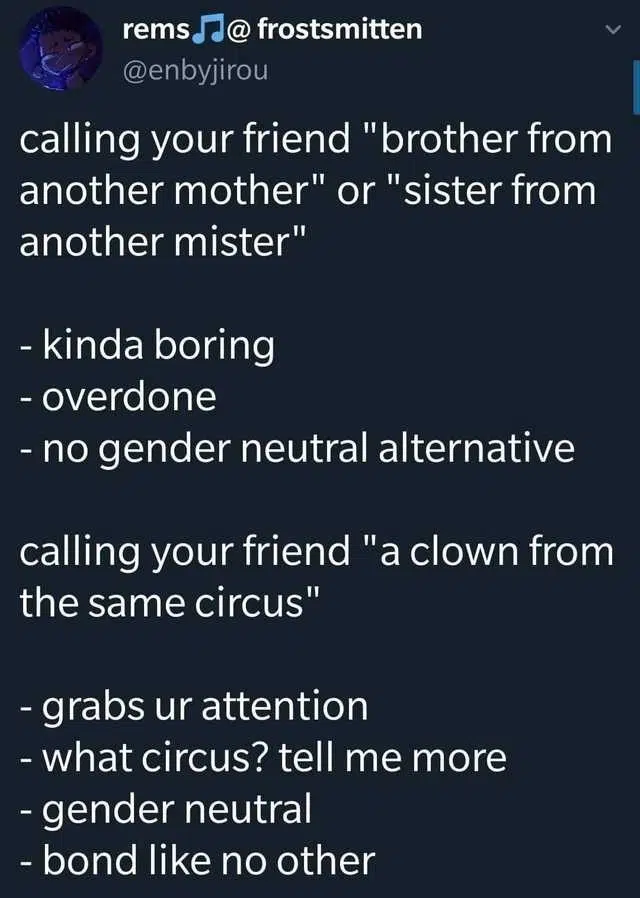 rems🎵@ frostsmitten
@enbyjirou
calling your friend "brother from
another mother" or "sister from
another mister"
- kinda boring
- overdone
- no gender neutral alternative
calling your friend "a clown from
the same circus"
- grabs ur attention
- what circus? tell me more
- gender neutral
- bond like no other